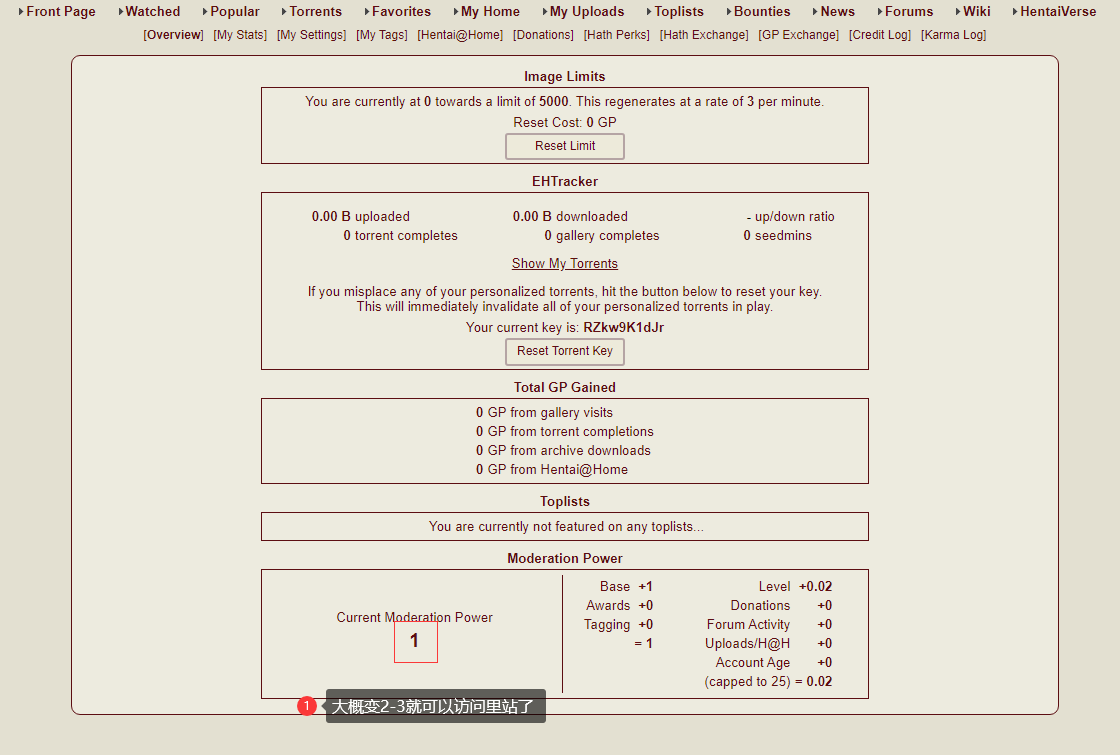 Front Page Watched Popular Torrents Favorites My Home My Uploads Toplists Bounties News Forums Wiki HentaiVerse
[Overview] [My Stats] [My Settings] [My Tags] [Hentai@Home] [Donations] [Hath Perks] [Hath Exchange] [GP Exchange] [Credit Log] [Karma Log]
Image Limits
You are currently at 0 towards a limit of 5000. This regenerates at a rate of 3 per minute.
Reset Cost: 0 GP
Reset Limit
EHTracker
0.00 B uploaded 0.00 B downloaded - up/down ratio
0 torrent completes 0 gallery completes 0 seedmins
Show My Torrents
If you misplace any of your personalized torrents, hit the button below to reset your key.
This will immediately invalidate all of your personalized torrents in play.
Your current key is: RZkw9K1dJr
Reset Torrent Key
Total GP Gained
0 GP from gallery visits
0 GP from torrent completions
0 GP from archive downloads
0 GP from Hentai@Home
Toplists
You are currently not featured on any toplists...
Moderation Power
Current Moderation Power
1
Base +1 Level +0.02
Awards +0 Donations +0
Tagging +0 Forum Activity +0
= 1 Uploads/H@H +0
Account Age +0
(capped to 25) = 0.02
1 大概变2-3就可以访问里站了